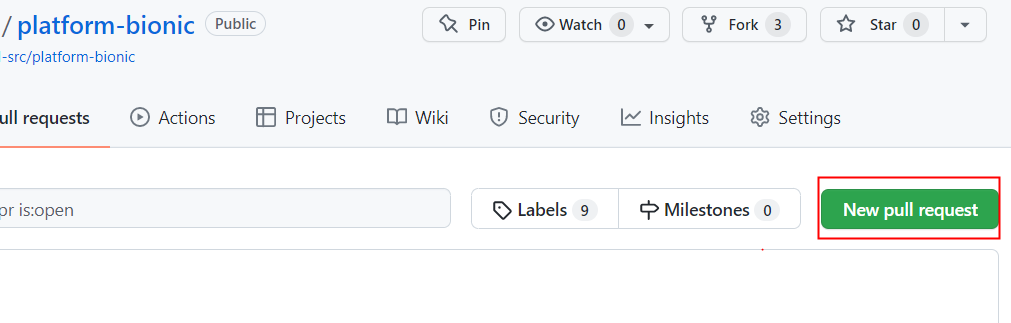 / platform-bionic Public Pin Watch 0 Fork 3 Star 0
-src/platform-bionic
ull requests Actions Projects Wiki Security Insights Settings
pr is:open Labels 9 Milestones 0 New pull request